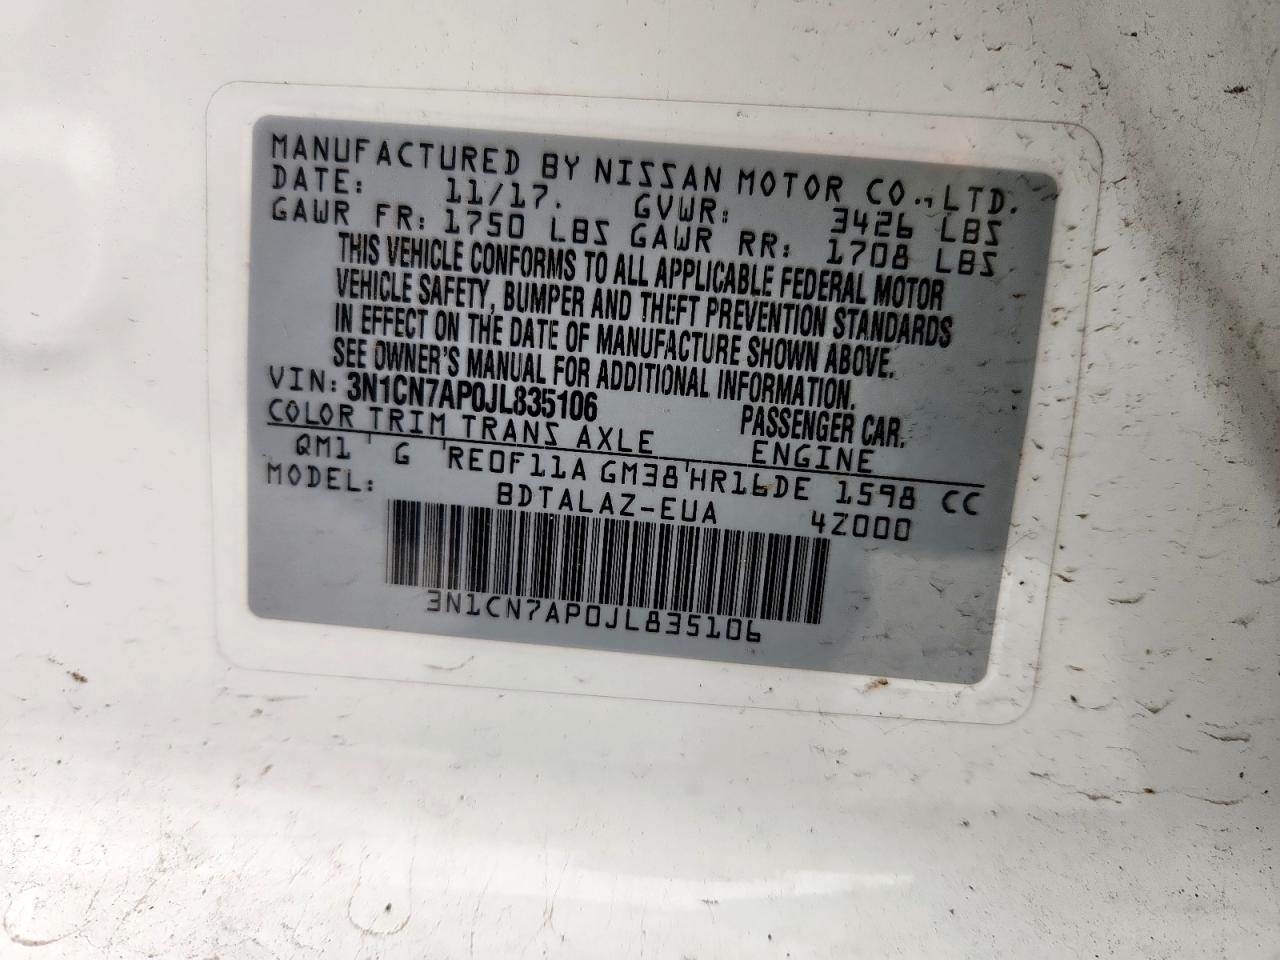 MANUFACTURED BY NISSAN MOTOR CO., LTD.
DATE: 11/17. GVWR: 3426 LBS
GAWR FR: 1750 LBS GAWR RR: 1708 LBS
THIS VEHICLE CONFORMS TO ALL APPLICABLE FEDERAL MOTOR
VEHICLE SAFETY, BUMPER AND THEFT PREVENTION STANDARDS
IN EFFECT ON THE DATE OF MANUFACTURE SHOWN ABOVE.
SEE OWNER'S MANUAL FOR ADDITIONAL INFORMATION.
VIN: 3N1CN7AP0JL835106 PASSENGER CAR.
COLOR TRIM TRANS AXLE ENGINE
QM1 G RE0F11A GM38 HR16DE 1598 CC
MODEL: BDTALAZ-EUA 4Z000
3N1CN7AP0JL835106